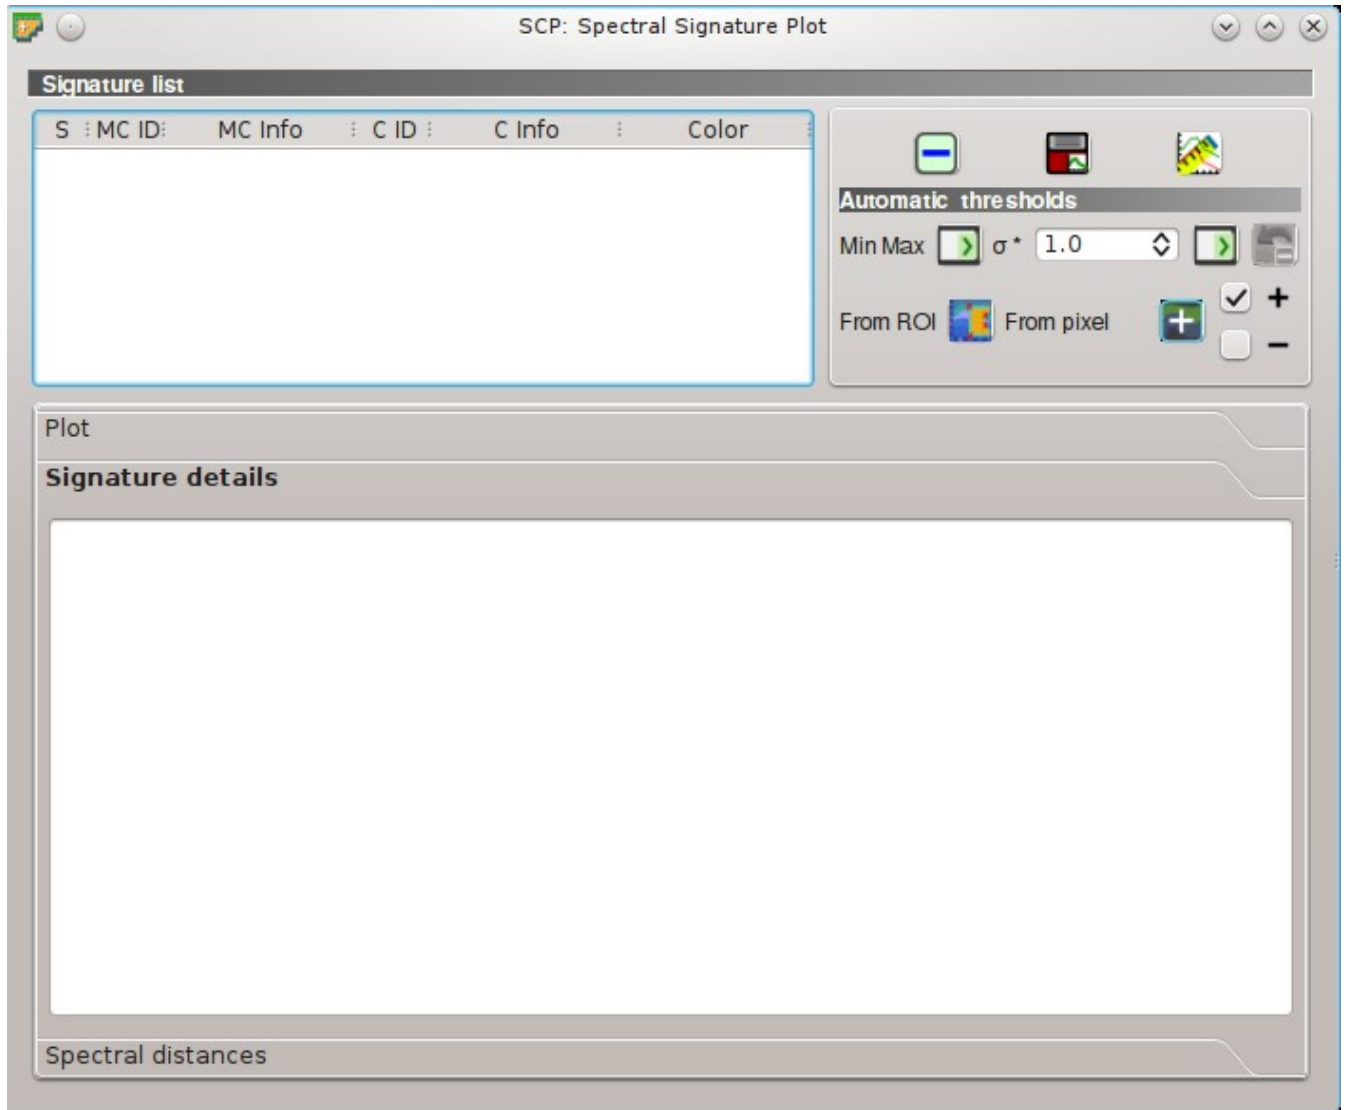 SCP: Spectral Signature Plot
Signature list
S MC ID MC Info C ID C Info Color
Automatic thresholds
Min Max σ * 1.0
From ROI From pixel + −
Plot
Signature details
Spectral distances